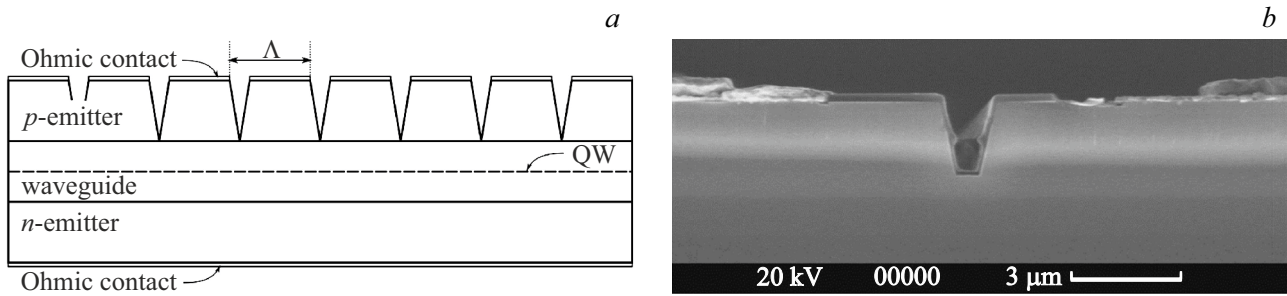 a
Ohmic contact
Λ
p-emitter
QW
waveguide
n-emitter
Ohmic contact
b
20 kV 00000 3 μm